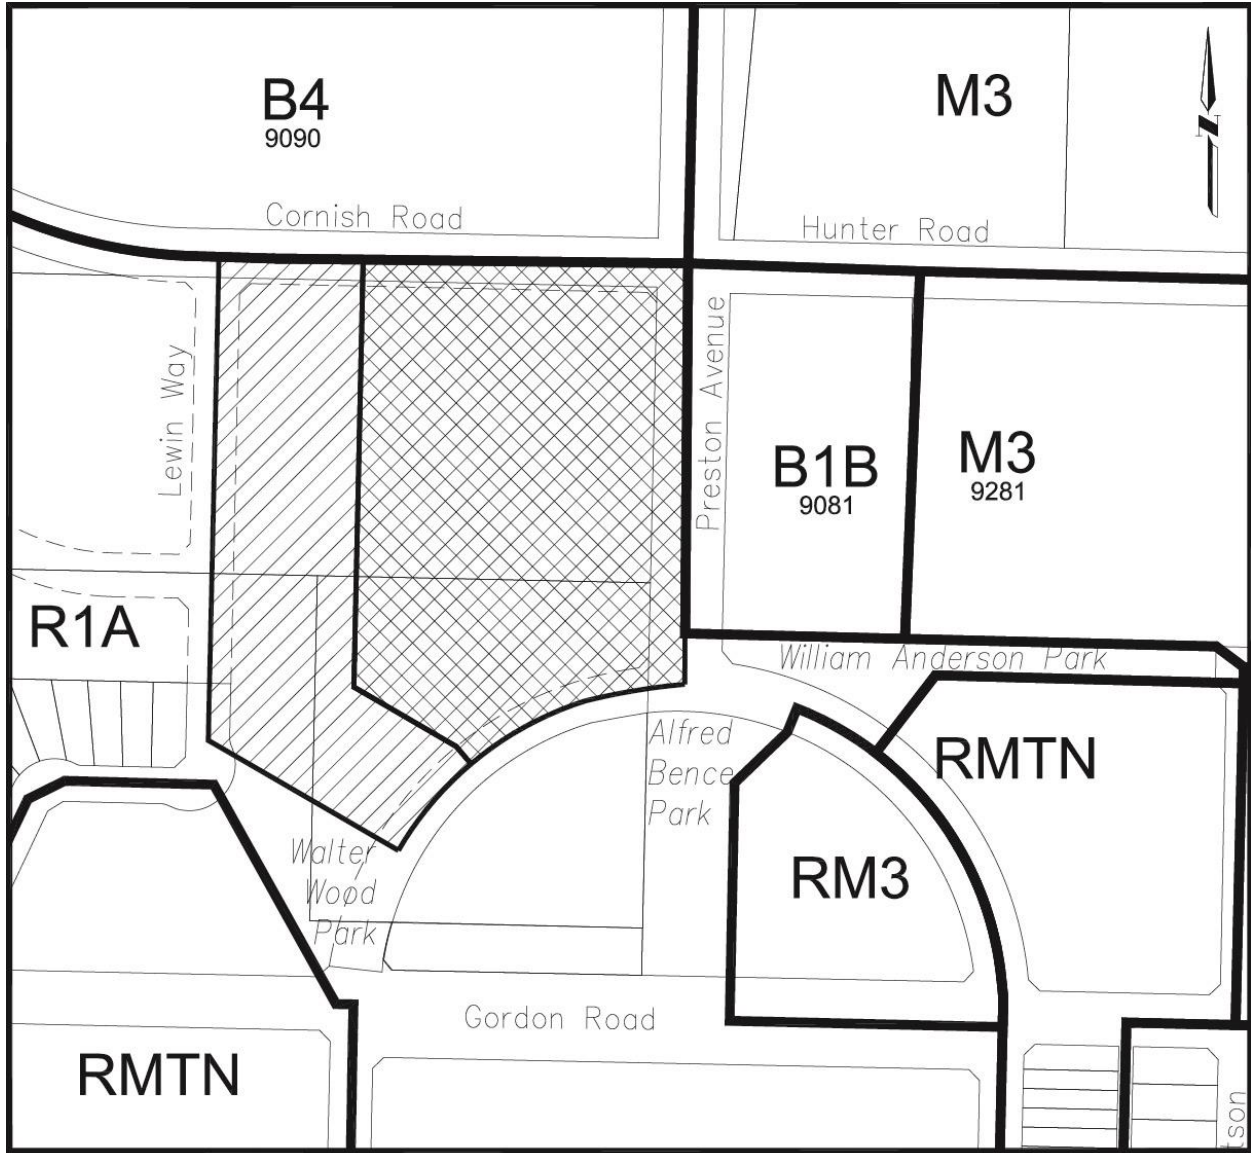 B4
9090
M3
N
Cornish Road
Hunter Road
Preston Avenue
Lewin Way
B1B
9081
M3
9281
R1A
William Anderson Park
Alfred
Bence
Park
RMTN
Walter
Wood
Park
RM3
Gordon Road
RMTN
tson